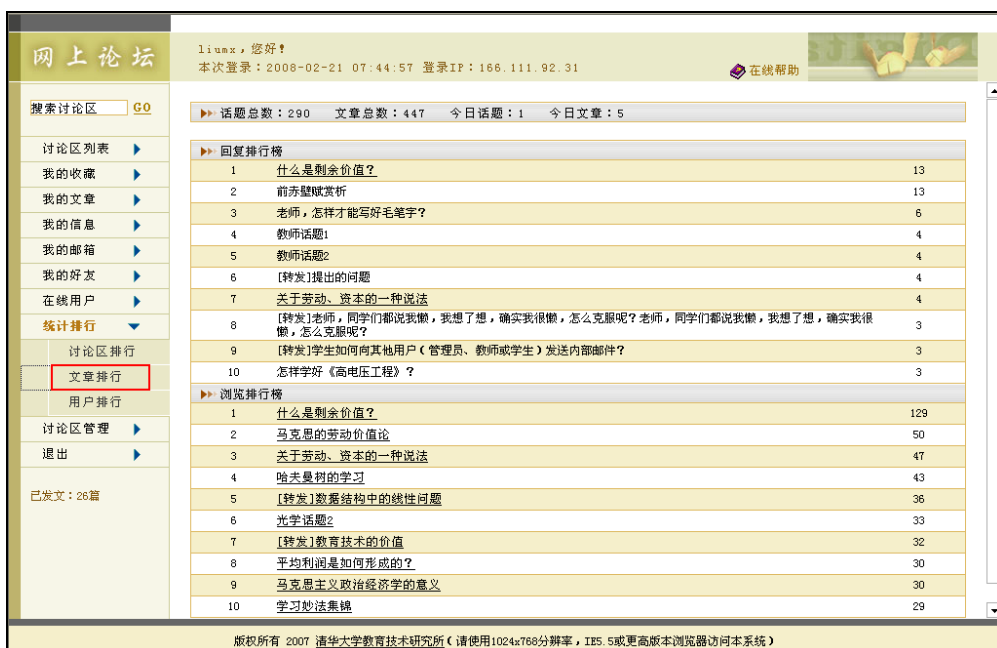 网上论坛
liumx，您好！
本次登录：2008-02-21 07:44:57 登录IP：166.111.92.31
在线帮助
搜索讨论区 GO
讨论区列表
我的收藏
我的文章
我的信息
我的邮箱
我的好友
在线用户
统计排行
讨论区排行
文章排行
用户排行
讨论区管理
退出
已发文：26篇
话题总数：290 文章总数：447 今日话题：1 今日文章：5
回复排行榜
1 什么是剩余价值？ 13
2 前赤壁赋赏析 13
3 老师，怎样才能写好毛笔字？ 6
4 教师话题1 4
5 教师话题2 4
6 [转发]提出的问题 4
7 关于劳动、资本的一种说法 4
8 [转发]老师，同学们都说我懒，我想了想，确实我很懒，怎么克服呢？老师，同学们都说我懒，我想了想，确实我很
懒，怎么克服呢？ 3
9 [转发]学生如何向其他用户（管理员、教师或学生）发送内部邮件？ 3
10 怎样学好《高电压工程》？ 3
浏览排行榜
1 什么是剩余价值？ 129
2 马克思的劳动价值论 50
3 关于劳动、资本的一种说法 47
4 哈夫曼树的学习 43
5 [转发]数据结构中的线性问题 36
6 光学话题2 33
7 [转发]教育技术的价值 32
8 平均利润是如何形成的？ 30
9 马克思主义政治经济学的意义 30
10 学习妙法集锦 29
版权所有 2007 清华大学教育技术研究所（请使用1024x768分辨率，IE5.5或更高版本浏览器访问本系统）